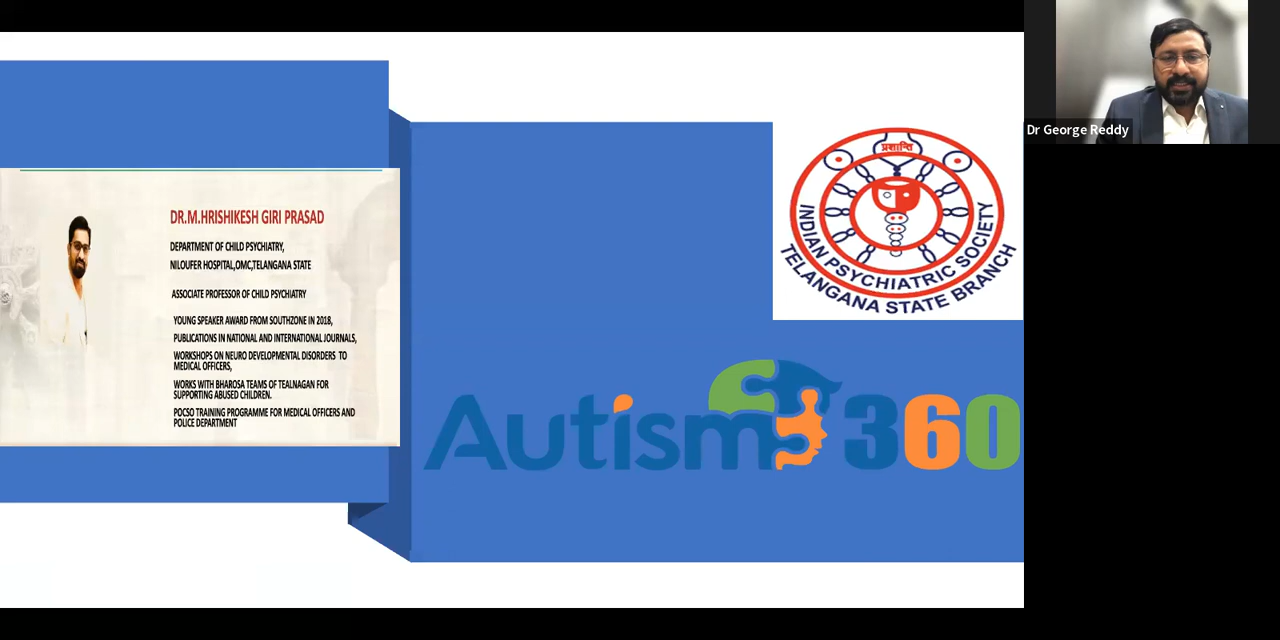 DR.M.HRISHIKESH GIRI PRASAD
DEPARTMENT OF CHILD PSYCHIATRY,
NILOUFER HOSPITAL,OMC,TELANGANA STATE
ASSOCIATE PROFESSOR OF CHILD PSYCHIATRY
YOUNG SPEAKER AWARD FROM SOUTHZONE IN 2018,
PUBLICATIONS IN NATIONAL AND INTERNATIONAL JOURNALS,
WORKSHOPS ON NEURO DEVELOPMENTAL DISORDERS TO
MEDICAL OFFICERS,
WORKS WITH BHAROSA TEAMS OF TEALNAGAN FOR
SUPPORTING ABUSED CHILDREN.
POCSO TRAINING PROGRAMME FOR MEDICAL OFFICERS AND
POLICE DEPARTMENT
प्रशान्ति
INDIAN PSYCHIATRIC SOCIETY
TELANGANA STATE BRANCH
Autism 360
Dr George Reddy